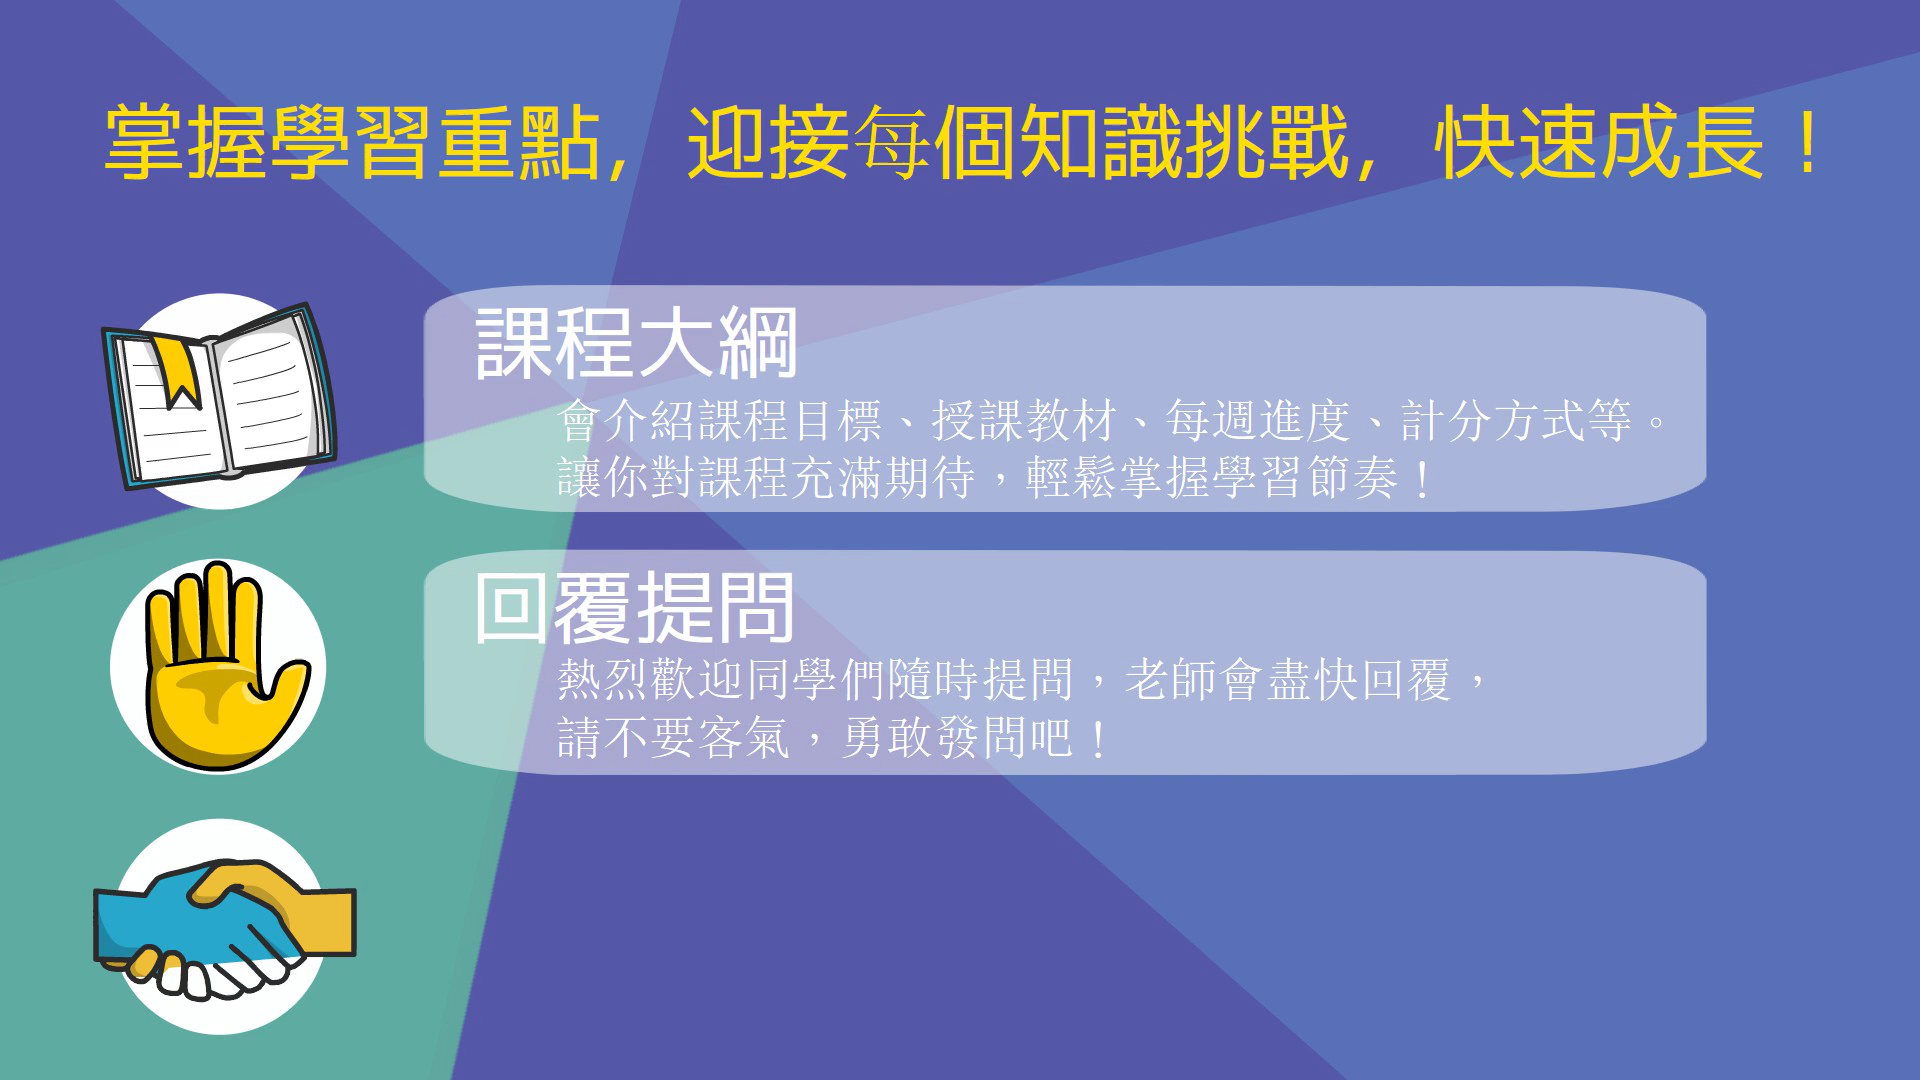 掌握學習重點，迎接每個知識挑戰，快速成長！
課程大綱
會介紹課程目標、授課教材、每週進度、計分方式等。
讓你對課程充滿期待，輕鬆掌握學習節奏！
回覆提問
熱烈歡迎同學們隨時提問，老師會盡快回覆，
請不要客氣，勇敢發問吧！